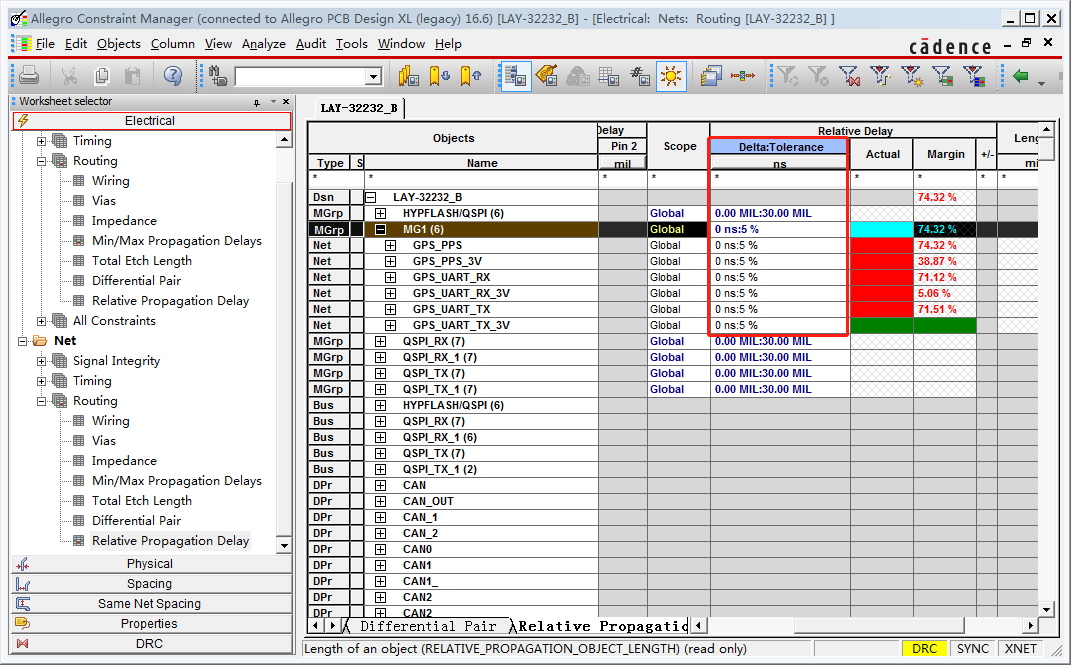 Allegro Constraint Manager (connected to Allegro PCB Design XL (legacy) 16.6) [LAY-32232_B] - [Electrical: Nets: Routing [LAY-32232_B] ]
File Edit Objects Column View Analyze Audit Tools Window Help
cādence
Worksheet selector
Electrical
Timing
Routing
Wiring
Vias
Impedance
Min/Max Propagation Delays
Total Etch Length
Differential Pair
Relative Propagation Delay
All Constraints
Net
Signal Integrity
Timing
Routing
Wiring
Vias
Impedance
Min/Max Propagation Delays
Total Etch Length
Differential Pair
Relative Propagation Delay
Physical
Spacing
Same Net Spacing
Properties
DRC
LAY-32232_B
Objects Delay Scope Relative Delay Leng
Pin 2 Delta:Tolerance Actual Margin +/-
Type S Name mil ns mi
* * * * * * * * *
Dsn LAY-32232_B 74.32 %
MGrp HYPFLASH/QSPI (6) Global 0.00 MIL:30.00 MIL
MGrp MG1 (6) Global 0 ns:5 % 74.32 %
Net GPS_PPS Global 0 ns:5 % 74.32 %
Net GPS_PPS_3V Global 0 ns:5 % 38.87 %
Net GPS_UART_RX Global 0 ns:5 % 71.12 %
Net GPS_UART_RX_3V Global 0 ns:5 % 5.06 %
Net GPS_UART_TX Global 0 ns:5 % 71.51 %
Net GPS_UART_TX_3V Global 0 ns:5 %
MGrp QSPI_RX (7) Global 0.00 MIL:30.00 MIL
MGrp QSPI_RX_1 (7) Global 0.00 MIL:30.00 MIL
MGrp QSPI_TX (7) Global 0.00 MIL:30.00 MIL
MGrp QSPI_TX_1 (7) Global 0.00 MIL:30.00 MIL
Bus HYPFLASH/QSPI (6)
Bus QSPI_RX (7)
Bus QSPI_RX_1 (6)
Bus QSPI_TX (7)
Bus QSPI_TX_1 (2)
DPr CAN
DPr CAN_OUT
DPr CAN_1
DPr CAN_2
DPr CAN0
DPr CAN1
DPr CAN1_
DPr CAN2
DPr CAN2
Differential Pair Relative Propagatio
Length of an object (RELATIVE_PROPAGATION_OBJECT_LENGTH) (read only) DRC SYNC XNET